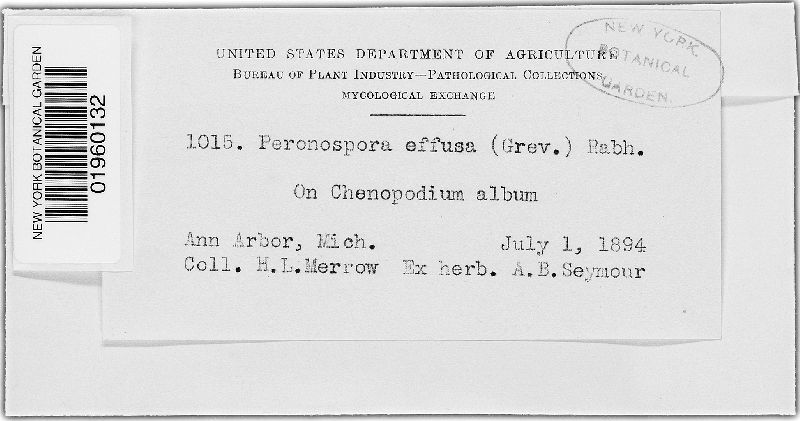 UNITED STATES DEPARTMENT OF AGRICULTURE
BUREAU OF PLANT INDUSTRY—PATHOLOGICAL COLLECTIONS
MYCOLOGICAL EXCHANGE
1015. Peronospora effusa (Grev.) Rabh.
On Chenopodium album
Ann Arbor, Mich. July 1, 1894
Coll. H.L.Merrow Ex herb. A.B.Seymour
NEW YORK
BOTANICAL
GARDEN
NEW YORK BOTANICAL GARDEN
01960132